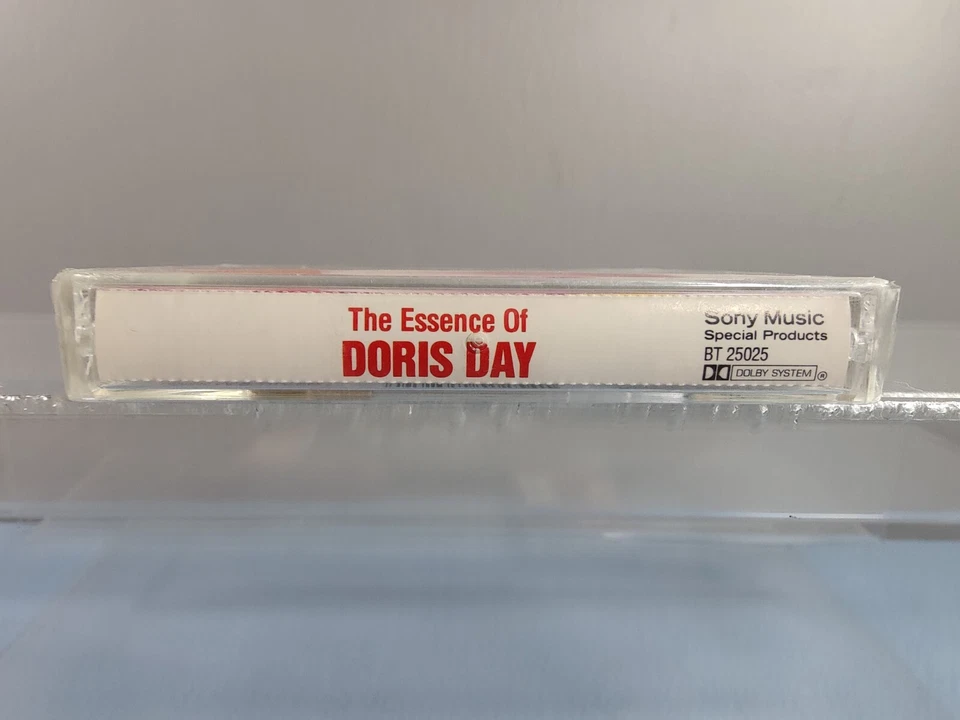 The Essence Of
DORIS DAY
Sony Music
Special Products
BT 25025
DOLBY SYSTEM ®